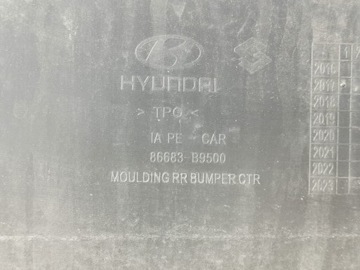 HYUNDAI
> TPO <
IA PE - CAR
86683-B9500
MOULDING RR BUMPER CTR
1
2016
2017
2018
2019
2020
2021
2022
2023